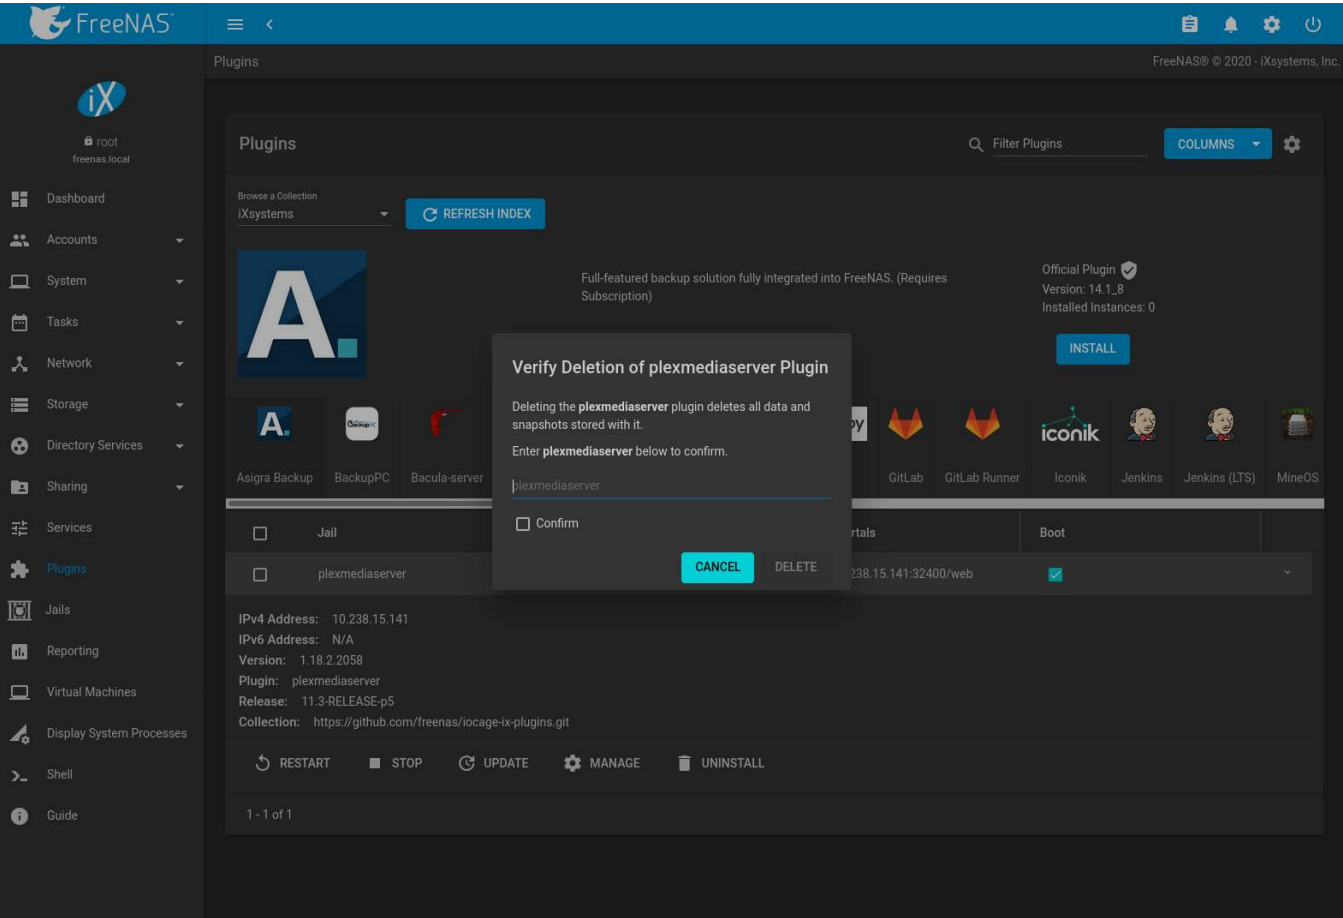 FreeNAS
Plugins
FreeNAS® © 2020 - iXsystems, Inc.
iX
root
freenas.local
Dashboard
Accounts
System
Tasks
Network
Storage
Directory Services
Sharing
Services
Plugins
Jails
Reporting
Virtual Machines
Display System Processes
Shell
Guide
Plugins
Filter Plugins
COLUMNS
Browse a Collection
iXsystems
REFRESH INDEX
A.
Full-featured backup solution fully integrated into FreeNAS. (Requires
Subscription)
Official Plugin
Version: 14.1_8
Installed Instances: 0
INSTALL
Verify Deletion of plexmediaserver Plugin
Deleting the plexmediaserver plugin deletes all data and
snapshots stored with it.
Enter plexmediaserver below to confirm.
plexmediaserver
Confirm
CANCEL
DELETE
A.
iconik
Asigra Backup
BackupPC
Bacula-server
GitLab
GitLab Runner
Iconik
Jenkins
Jenkins (LTS)
MineOS
Jail
rtals
Boot
plexmediaserver
238.15.141:32400/web
IPv4 Address: 10.238.15.141
IPv6 Address: N/A
Version: 1.18.2.2058
Plugin: plexmediaserver
Release: 11.3-RELEASE-p5
Collection: https://github.com/freenas/iocage-ix-plugins.git
RESTART
STOP
UPDATE
MANAGE
UNINSTALL
1 - 1 of 1